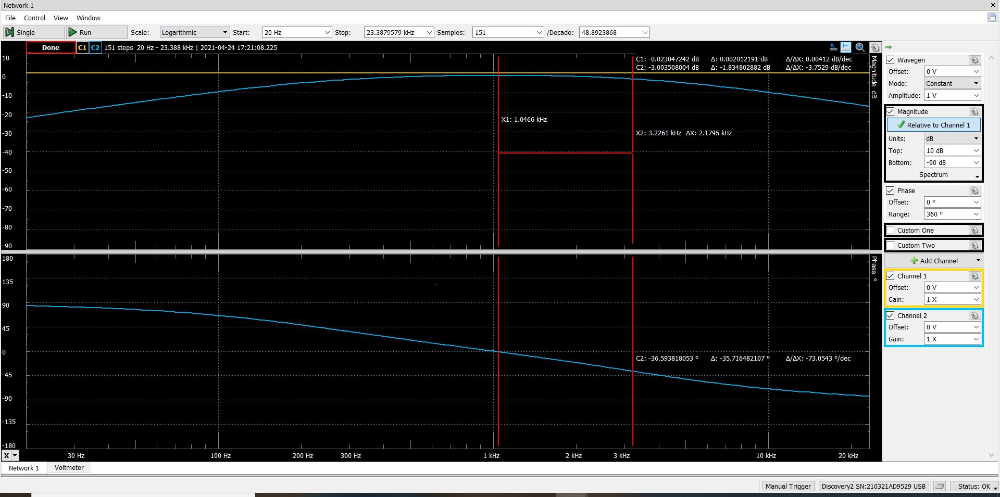 Network 1
File Control View Window
Single Run Scale: Logarithmic Start: 20 Hz Stop: 23.3879579 kHz Samples: 151 /Decade: 48.8923868
Done C1 C2 151 steps 20 Hz - 23.388 kHz | 2021-04-24 17:21:08.225
C1: -0.023047242 dB Δ: 0.002012191 dB Δ/ΔX: 0.00412 dB/dec
C2: -3.003508004 dB Δ: -1.834802882 dB Δ/ΔX: -3.7529 dB/dec
10
0
-10
-20
-30
-40
-50
-60
-70
-80
-90
Magnitude dB
X1: 1.0466 kHz
X2: 3.2261 kHz ΔX: 2.1795 kHz
180
135
90
45
0
-45
-90
-135
-180
Phase °
C2: -36.593818053 º Δ: -35.716482107 º Δ/ΔX: -73.0543 º/dec
X 30 Hz 100 Hz 200 Hz 300 Hz 1 kHz 2 kHz 3 kHz 10 kHz 20 kHz
Wavegen
Offset: 0 V
Mode: Constant
Amplitude: 1 V
Magnitude
Relative to Channel 1
Units: dB
Top: 10 dB
Bottom: -90 dB
Spectrum
Phase
Offset: 0 º
Range: 360 º
Custom One
Custom Two
Add Channel
Channel 1
Offset: 0 V
Gain: 1 X
Channel 2
Offset: 0 V
Gain: 1 X
Network 1 Voltmeter
Manual Trigger Discovery2 SN:210321AD9529 USB Status: OK